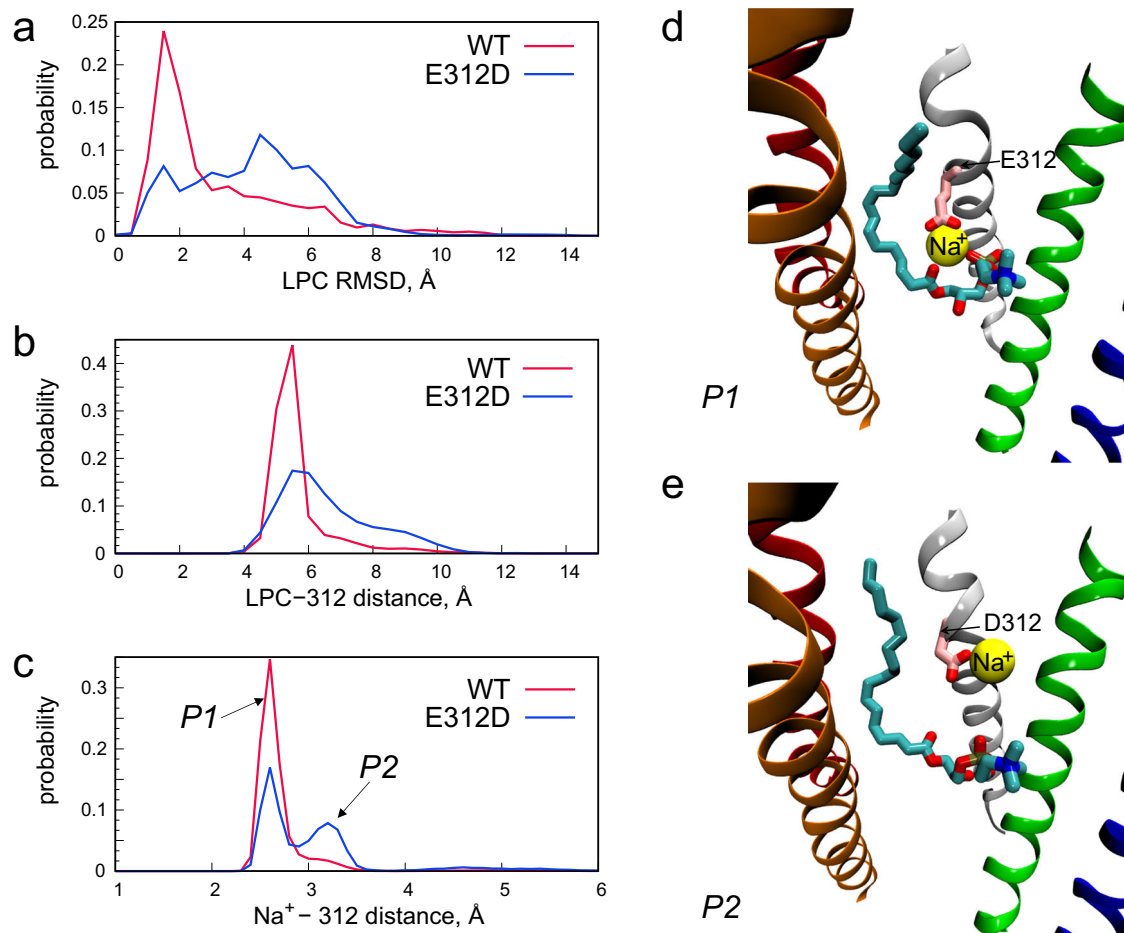 a
0.25
0.20
0.15
0.10
0.05
0
probability
WT
E312D
0 2 4 6 8 10 12 14
LPC RMSD, Å
b
0.4
0.3
0.2
0.1
0
probability
WT
E312D
0 2 4 6 8 10 12 14
LPC−312 distance, Å
c
0.3
0.2
0.1
0
probability
WT
E312D
P1
P2
1 2 3 4 5 6
Na⁺− 312 distance, Å
d
E312
Na⁺
P1
e
D312
Na⁺
P2